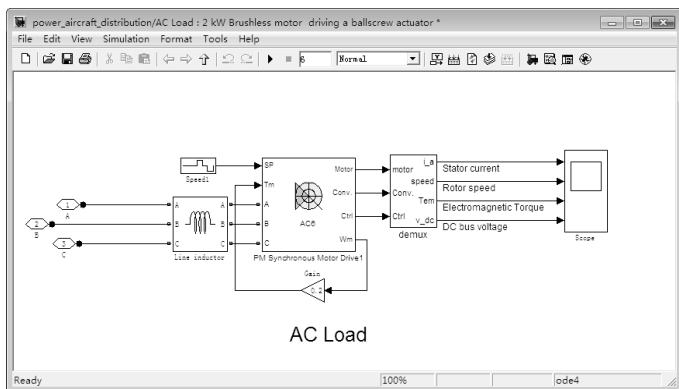 power_aircraft_distribution/AC Load : 2 kW Brushless motor driving a ballscrew actuator *
File Edit View Simulation Format Tools Help
6 Normal
SP
Tm
A
B
C
Motor
Conv.
Ctrl
Wm
AC6
PM Synchronous Motor Drive1
Speed1
1
A
2
B
3
C
A A
B B
C C
Line inductor
Gain
0.2
motor
Conv.
Ctrl
i_a
speed
Tem
v_dc
demux
Stator current
Rotor speed
Electromagnetic Torque
DC bus voltage
Scope
AC Load
Ready 100% ode4